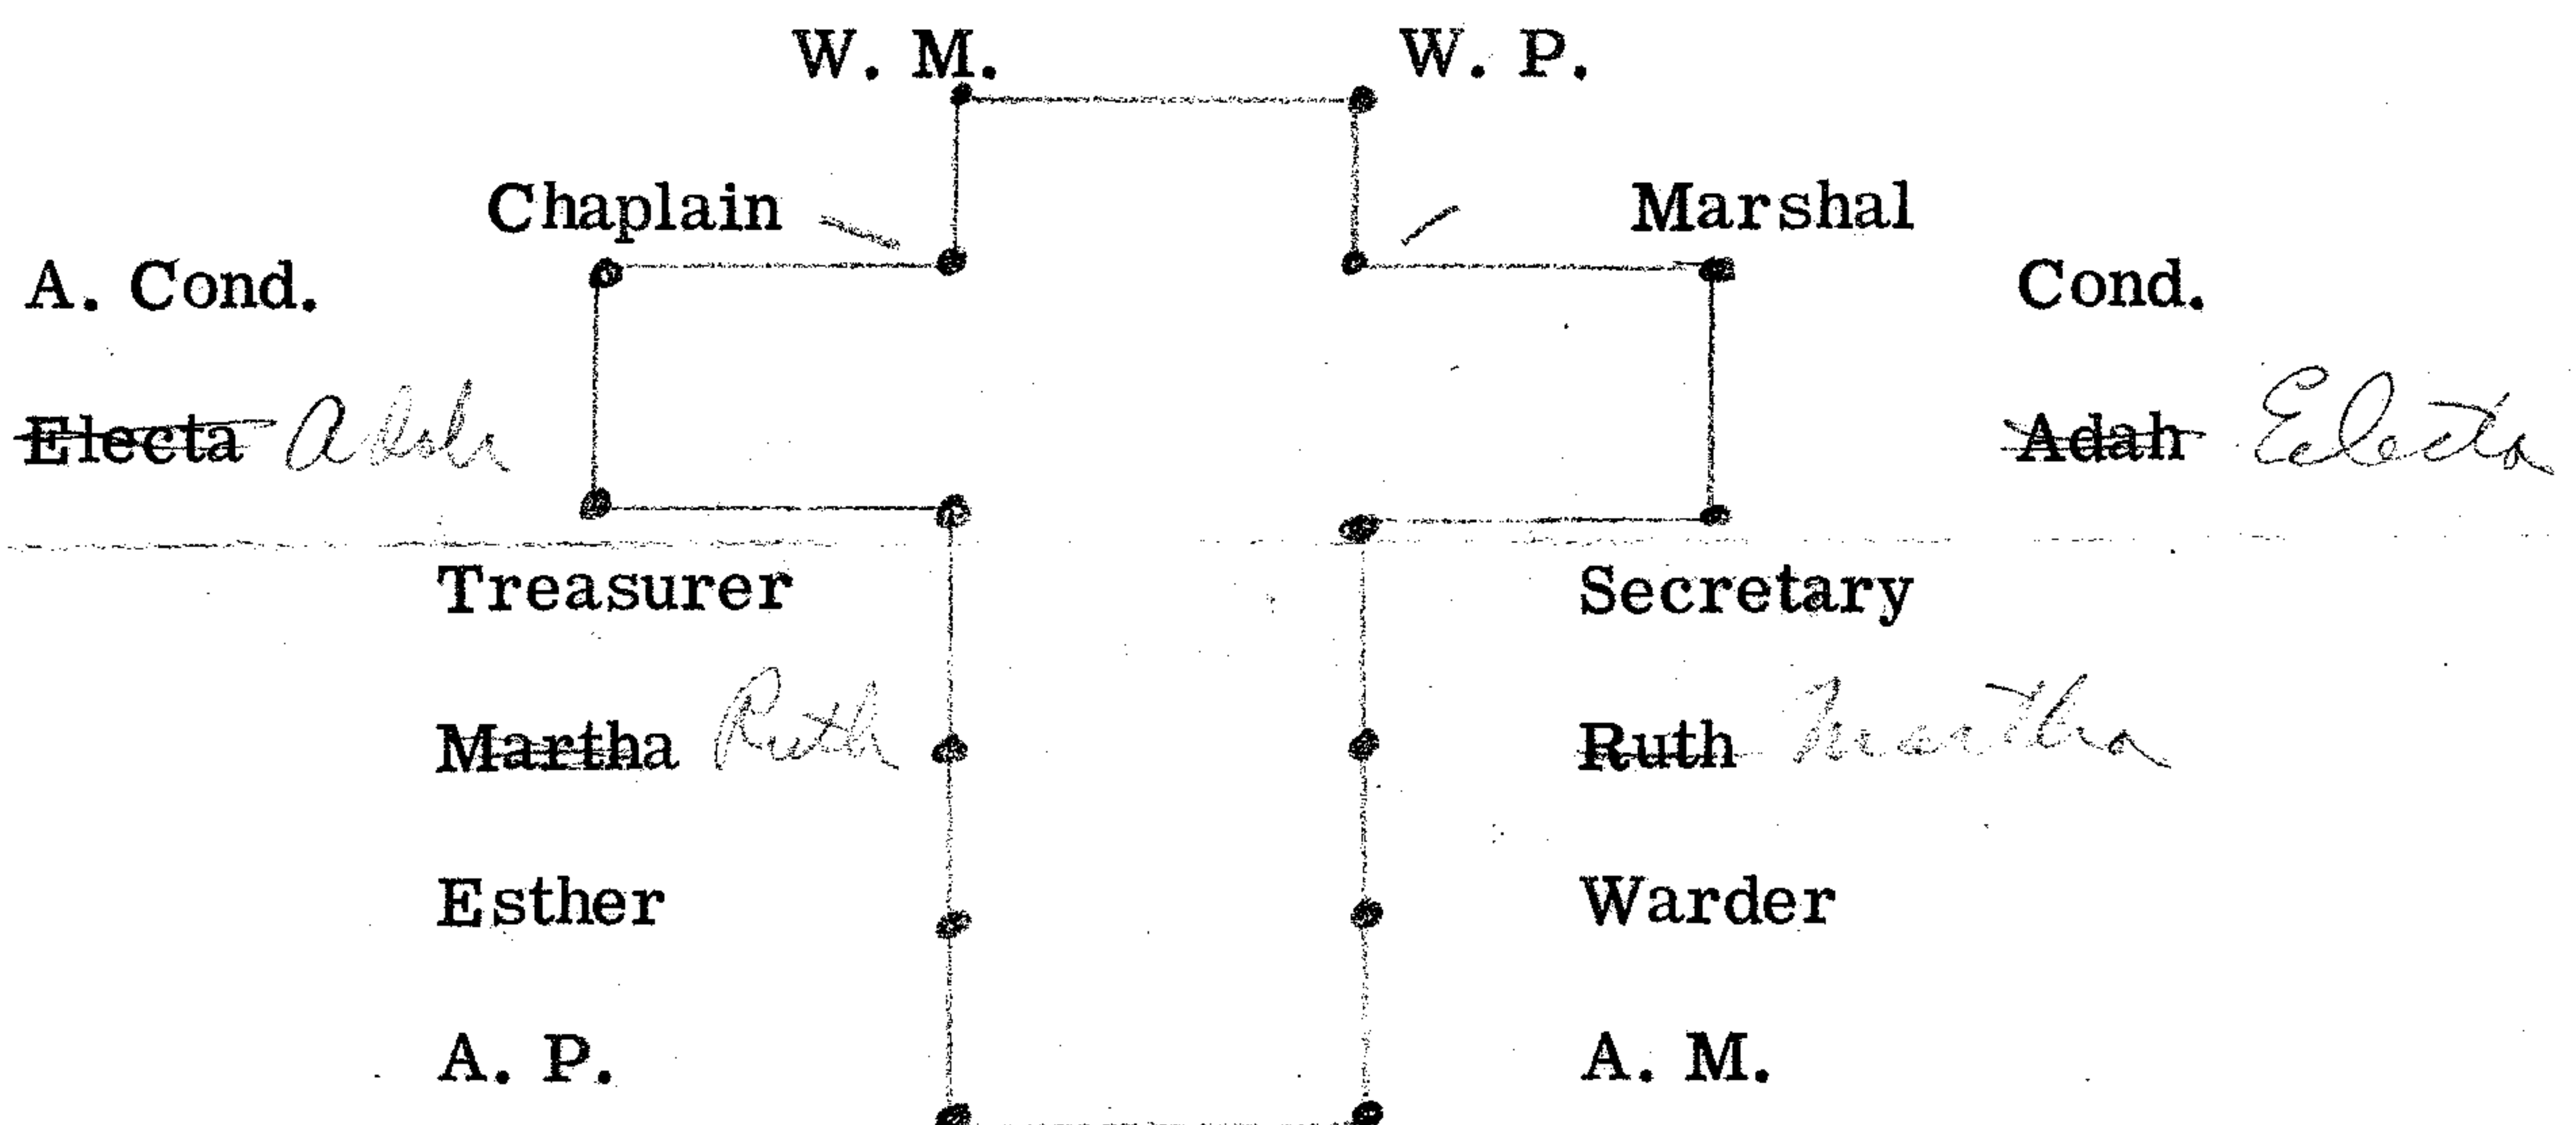 W. M. W. P.
Chaplain Marshal
A. Cond. Cond.
Electa Adah Adah Electa
Treasurer Secretary
Martha Ruth Ruth Martha
Esther Warder
A. P. A. M.